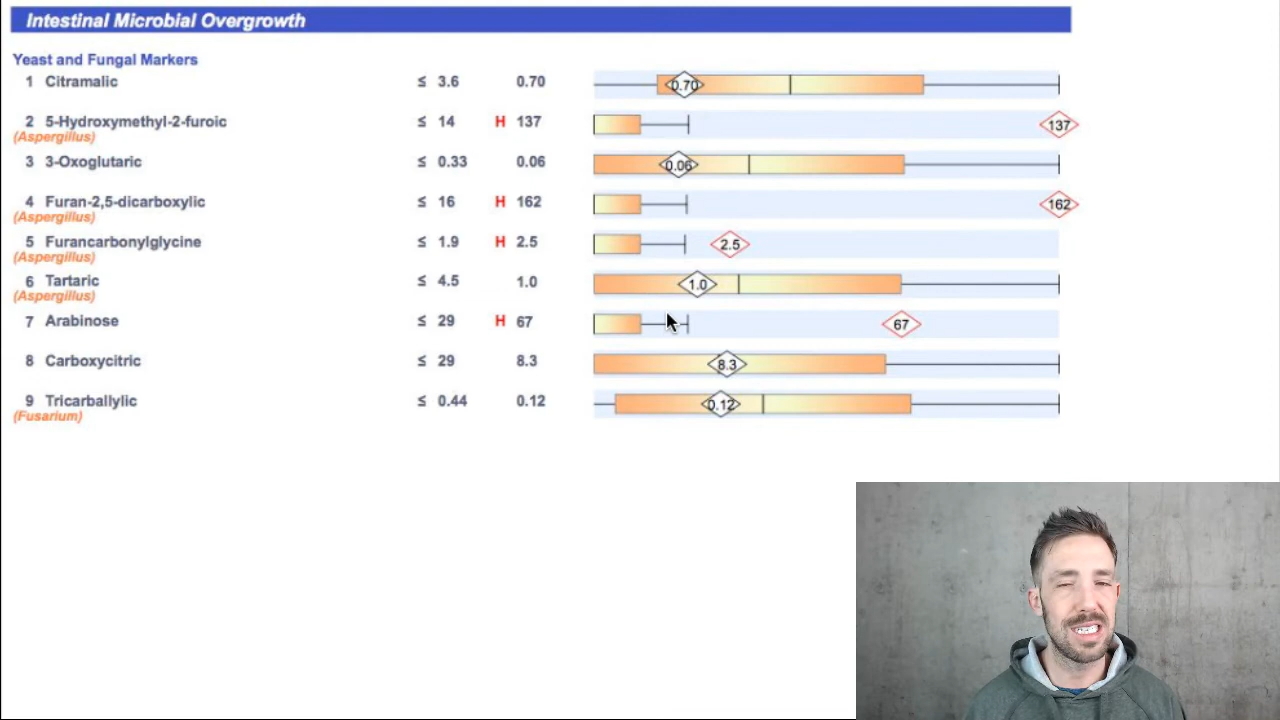 Intestinal Microbial Overgrowth
Yeast and Fungal Markers
1 Citramalic ≤ 3.6 0.70 0.70
2 5-Hydroxymethyl-2-furoic ≤ 14 H 137 137
(Aspergillus)
3 3-Oxoglutaric ≤ 0.33 0.06 0.06
4 Furan-2,5-dicarboxylic ≤ 16 H 162 162
(Aspergillus)
5 Furancarbonylglycine ≤ 1.9 H 2.5 2.5
(Aspergillus)
6 Tartaric ≤ 4.5 1.0 1.0
(Aspergillus)
7 Arabinose ≤ 29 H 67 67
8 Carboxycitric ≤ 29 8.3 8.3
9 Tricarballylic ≤ 0.44 0.12 0.12
(Fusarium)